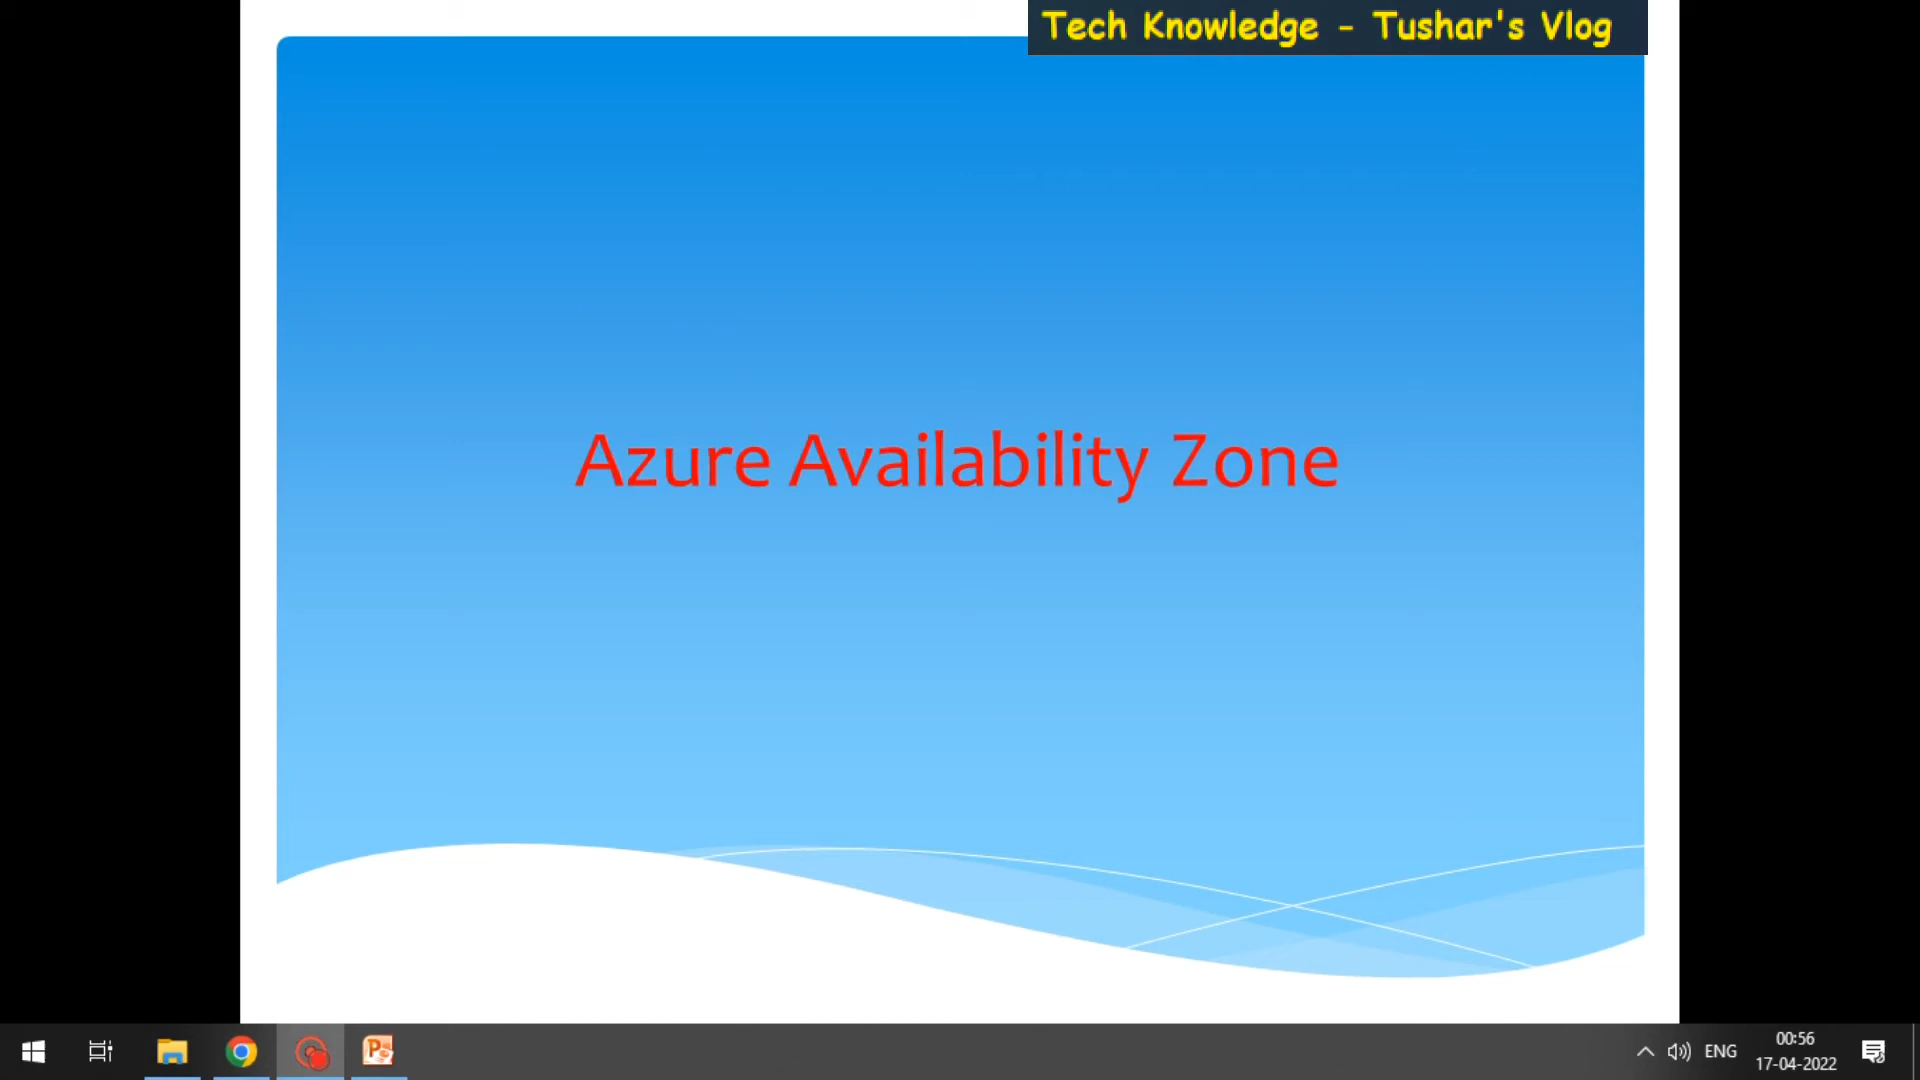 Tech Knowledge - Tushar's Vlog
Azure Availability Zone
ENG
00:56
17-04-2022